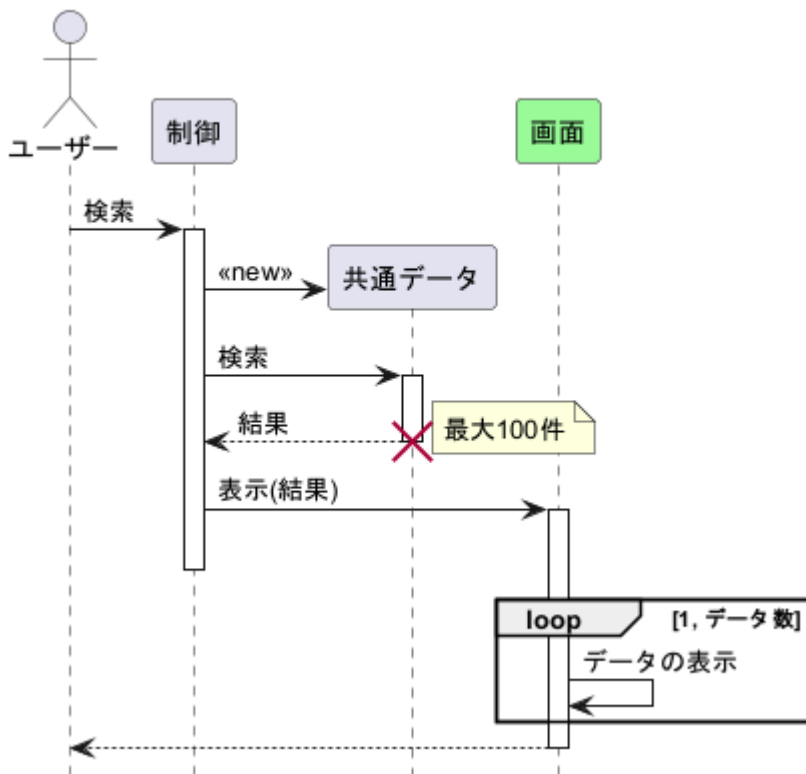 ユーザー
制御
画面
検索
«new»
共通データ
検索
結果
最大100件
表示(結果)
loop
[1, データ数]
データの表示